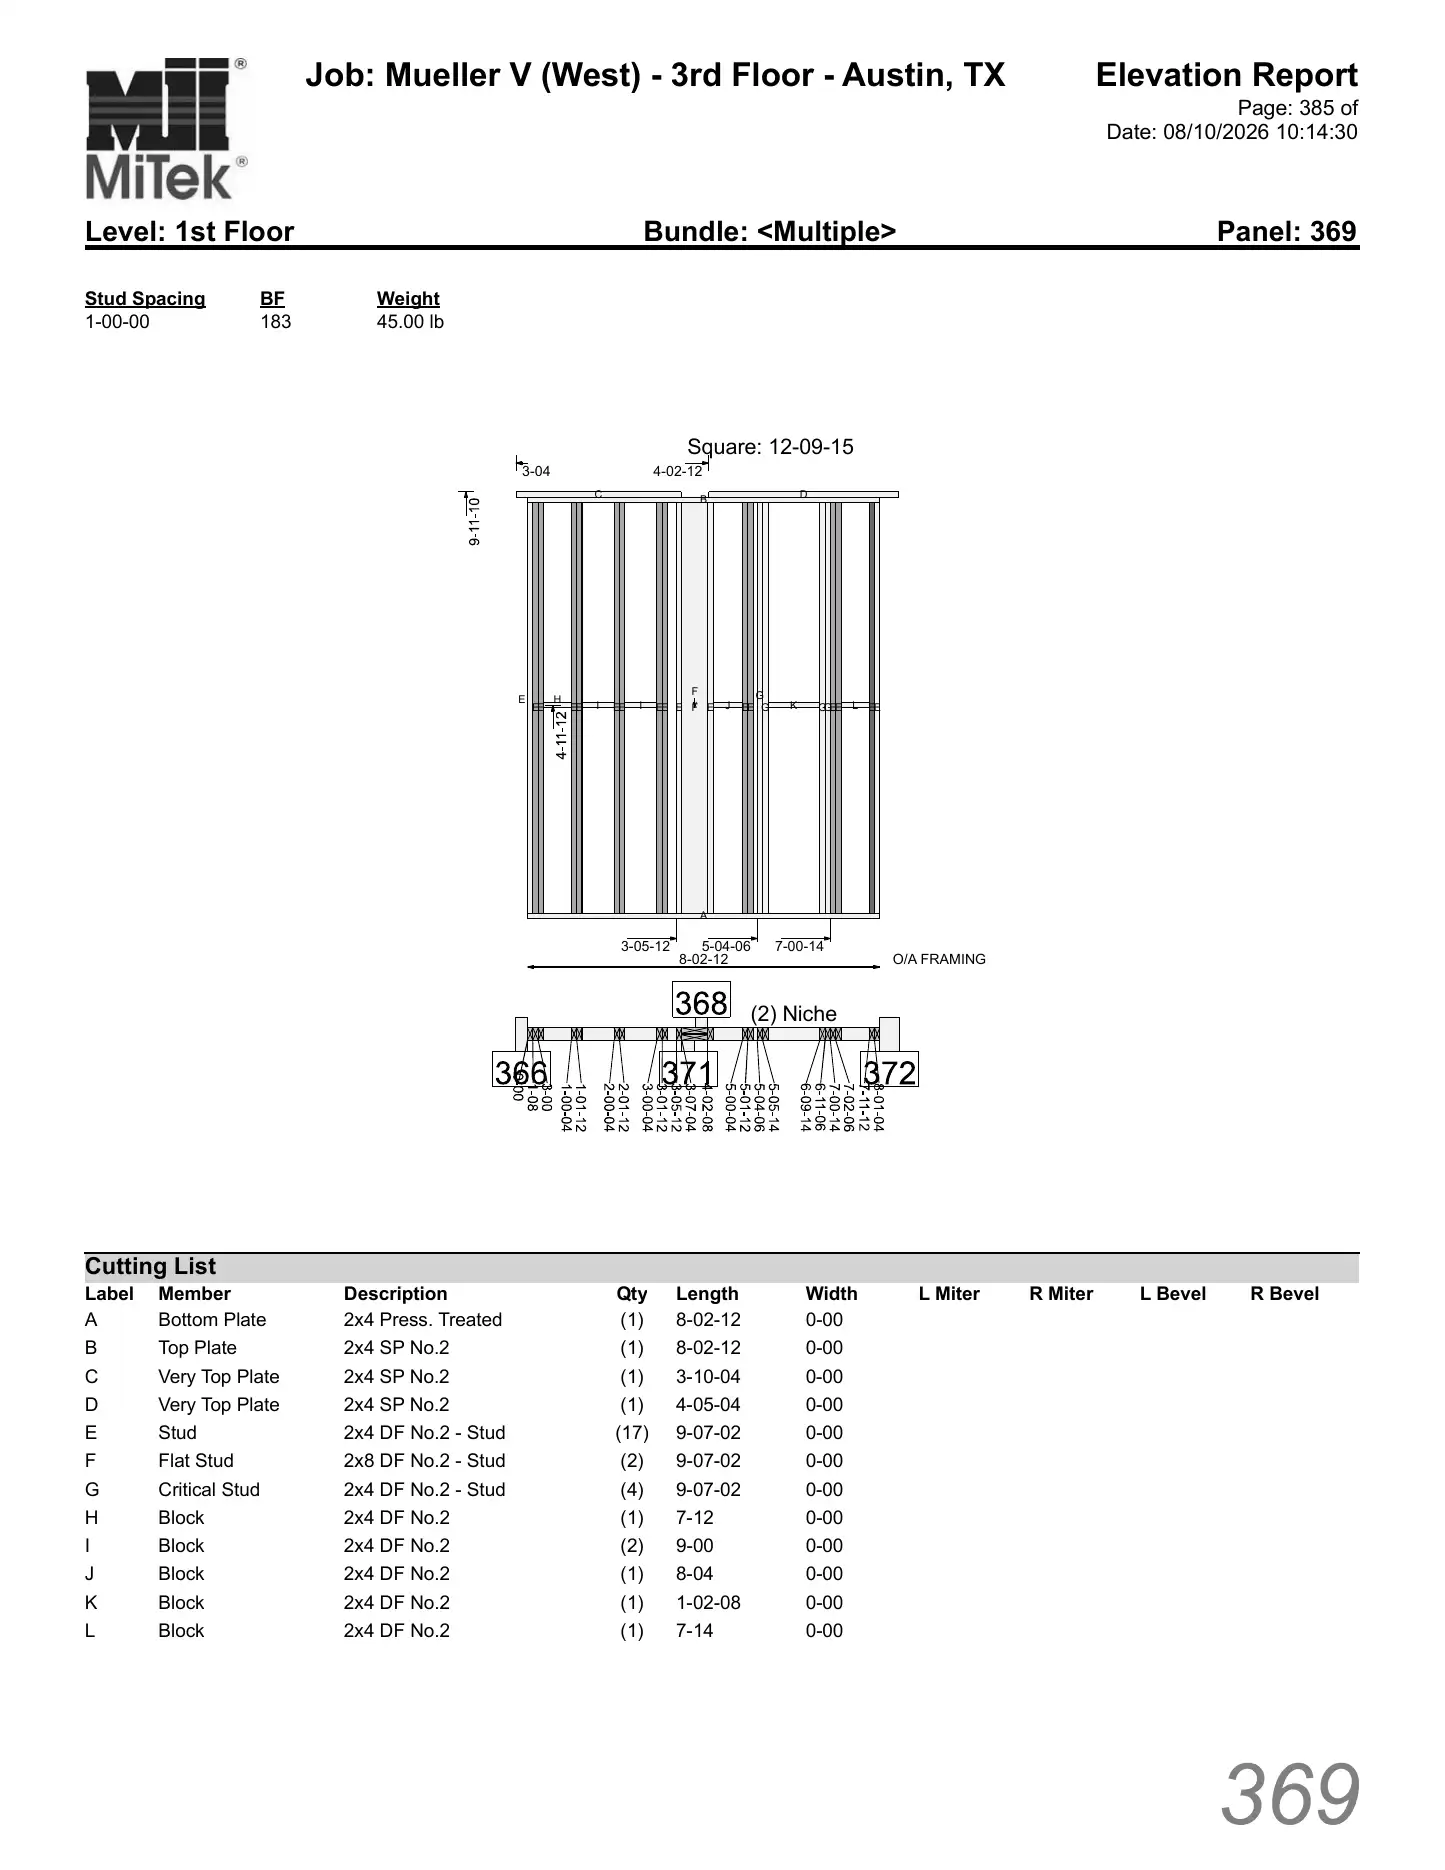 Job: Mueller V (West) - 3rd Floor - Austin, TX
Elevation Report
Page: 385 of
Date: 08/10/2026 10:14:30
MiTek®
Level: 1st Floor Bundle: <Multiple> Panel: 369
Stud Spacing BF Weight
1-00-00 183 45.00 lb
Square: 12-09-15
3-04 4-02-12
C B D
9-11-10
E H I I F F J G G K G G L
4-11-12
A
3-05-12 5-04-06 7-00-14
8-02-12 O/A FRAMING
368 (2) Niche
366 371 372
1-08
3-00
1-00-04
1-01-12
2-00-04
2-01-12
3-00-04
3-01-12
3-05-12
3-07-04
4-02-08
5-00-04
5-01-12
5-04-06
5-05-14
6-09-14
6-11-06
7-00-14
7-02-06
7-11-12
8-01-04
Cutting List
Label Member Description Qty Length Width L Miter R Miter L Bevel R Bevel
A Bottom Plate 2x4 Press. Treated (1) 8-02-12 0-00
B Top Plate 2x4 SP No.2 (1) 8-02-12 0-00
C Very Top Plate 2x4 SP No.2 (1) 3-10-04 0-00
D Very Top Plate 2x4 SP No.2 (1) 4-05-04 0-00
E Stud 2x4 DF No.2 - Stud (17) 9-07-02 0-00
F Flat Stud 2x8 DF No.2 - Stud (2) 9-07-02 0-00
G Critical Stud 2x4 DF No.2 - Stud (4) 9-07-02 0-00
H Block 2x4 DF No.2 (1) 7-12 0-00
I Block 2x4 DF No.2 (2) 9-00 0-00
J Block 2x4 DF No.2 (1) 8-04 0-00
K Block 2x4 DF No.2 (1) 1-02-08 0-00
L Block 2x4 DF No.2 (1) 7-14 0-00
369